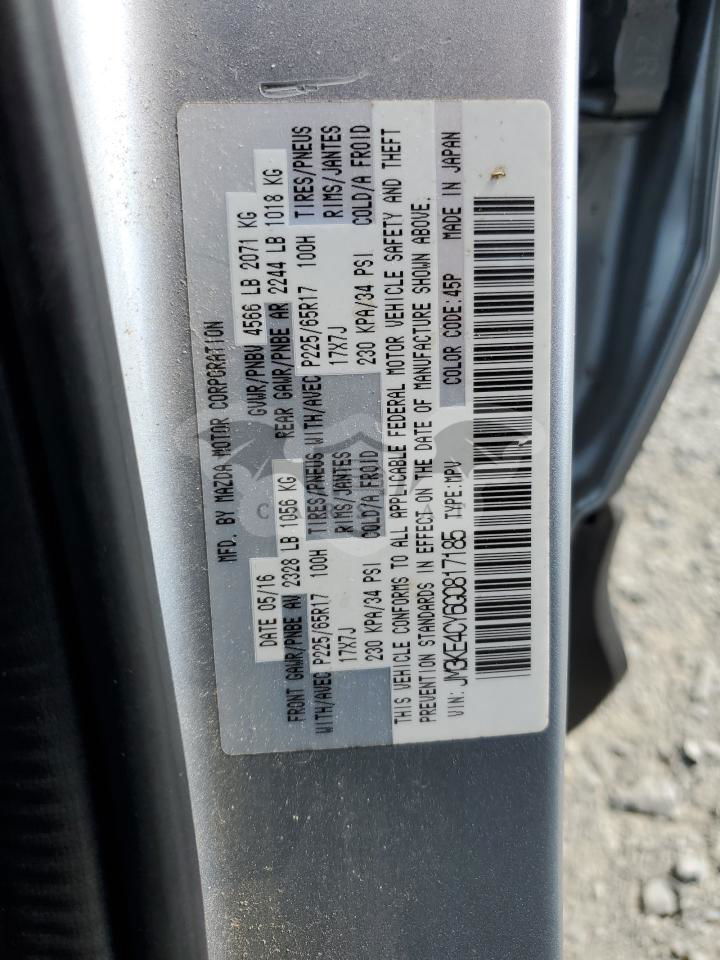 MFD. BY MAZDA MOTOR CORPORATION
DATE 05/16 GVWR/PNBV 4566 LB 2071 KG
FRONT GAWR/PNBE AV 2328 LB 1056 KG REAR GAWR/PNBE AR 2244 LB 1018 KG
WITH/AVEC P225/65R17 100H TIRES/PNEUS WITH/AVEC P225/65R17 100H TIRES/PNEUS
17X7J RIMS/JANTES 17X7J RIMS/JANTES
230 KPA/34 PSI COLD/A FROID 230 KPA/34 PSI COLD/A FROID
THIS VEHICLE CONFORMS TO ALL APPLICABLE FEDERAL MOTOR VEHICLE SAFETY AND THEFT
PREVENTION STANDARDS IN EFFECT ON THE DATE OF MANUFACTURE SHOWN ABOVE.
VIN: JM3KE4CY6G0817185 TYPE:MPV COLOR CODE:45P MADE IN JAPAN